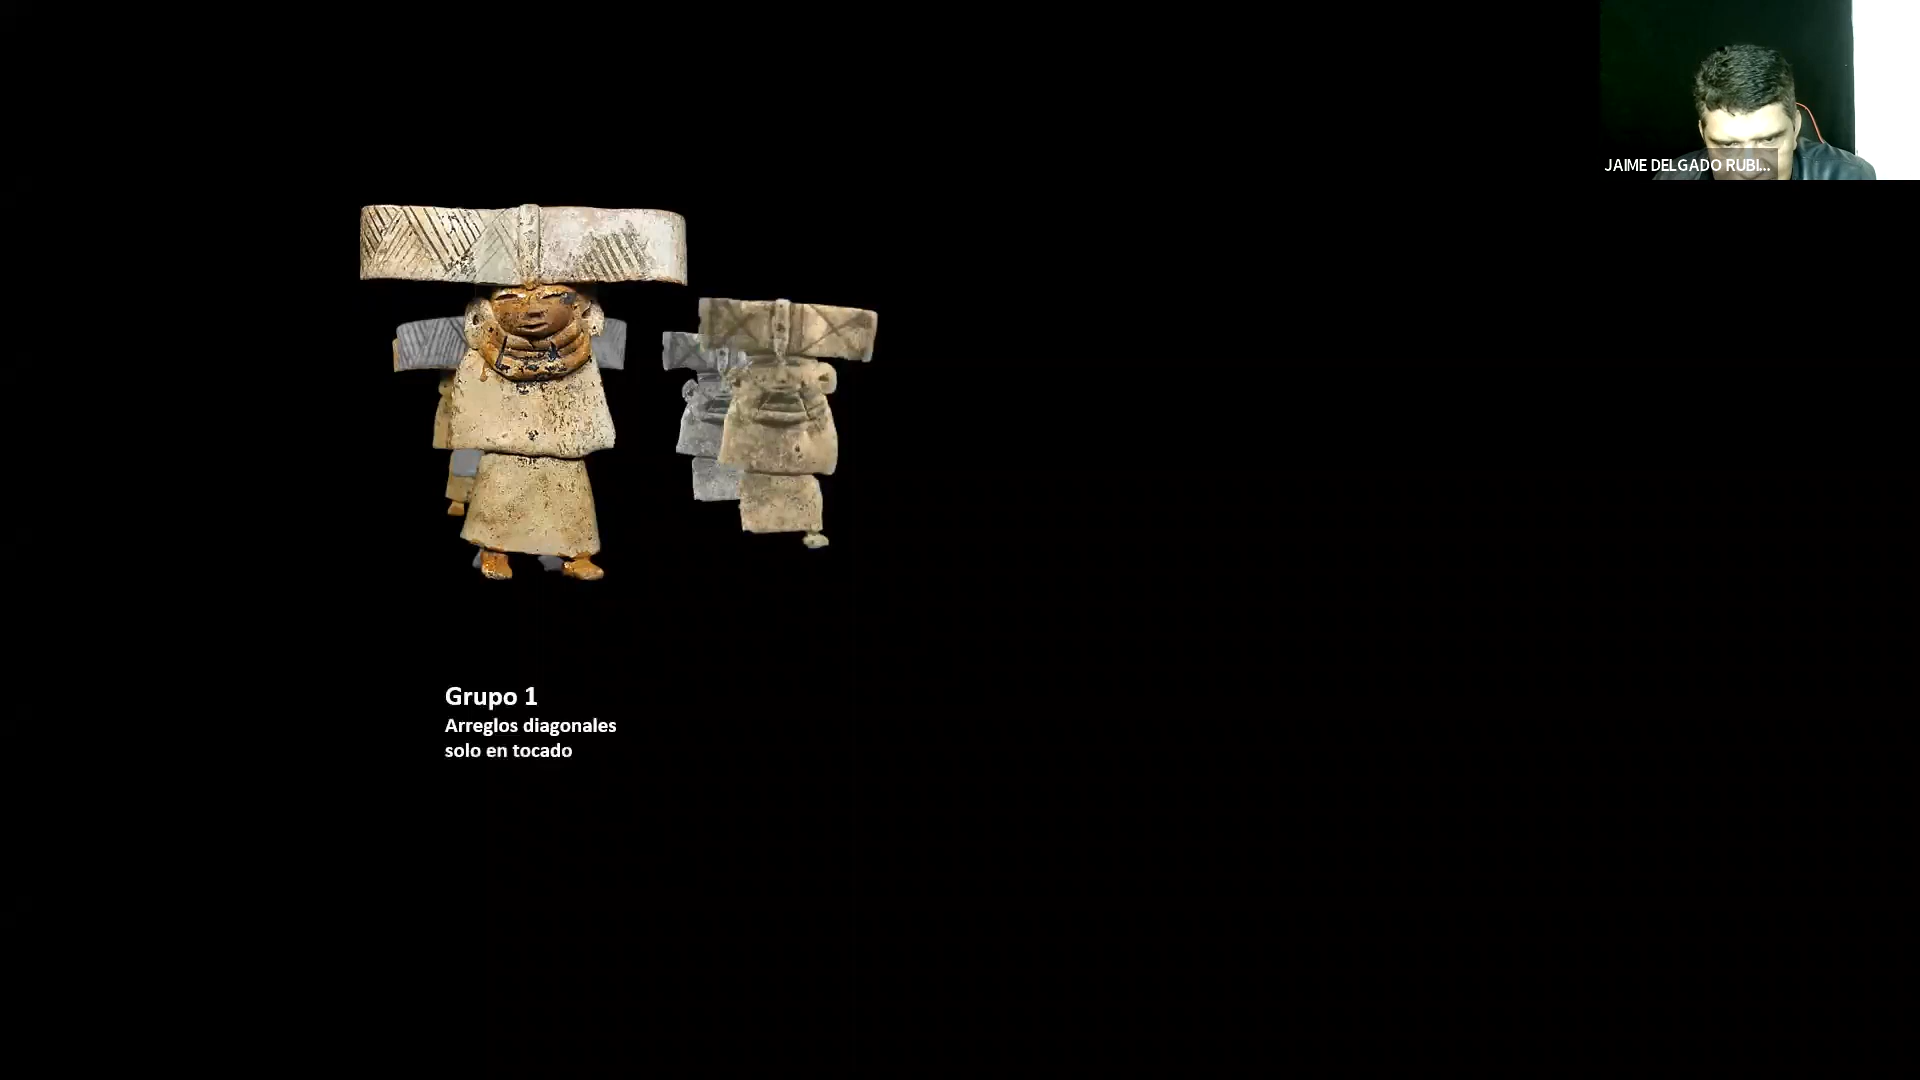 JAIME DELGADO RUBI...
Grupo 1
Arreglos diagonales
solo en tocado